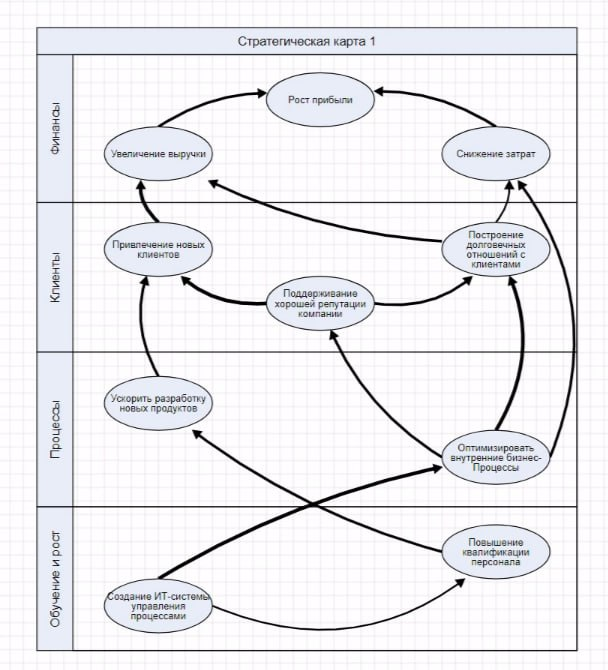 Стратегическая карта 1
Финансы
Рост прибыли
Увеличение выручки
Снижение затрат
Клиенты
Привлечение новых
клиентов
Построение
долговечных
отношений с
клиентами
Поддерживание
хорошей репутации
компании
Процессы
Ускорить разработку
новых продуктов
Оптимизировать
внутренние бизнес-
Процессы
Обучение и рост
Повышение
квалификации
персонала
Создание ИТ-системы
управления
процессами